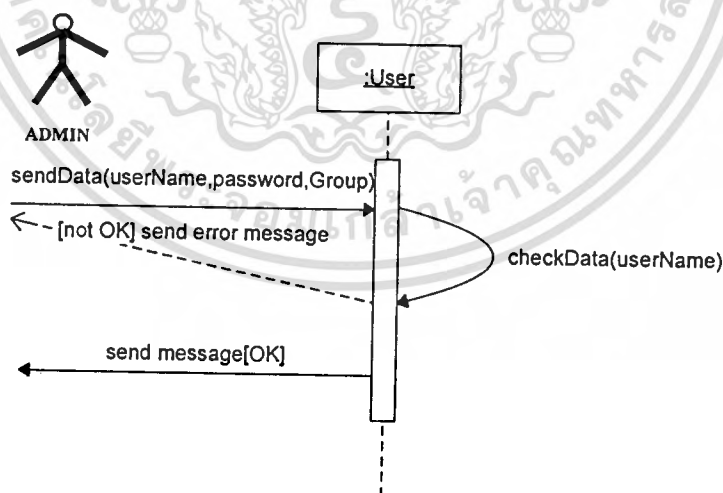 :User
ADMIN
sendData(userName,password,Group)
[not OK] send error message
checkData(userName)
send message[OK]